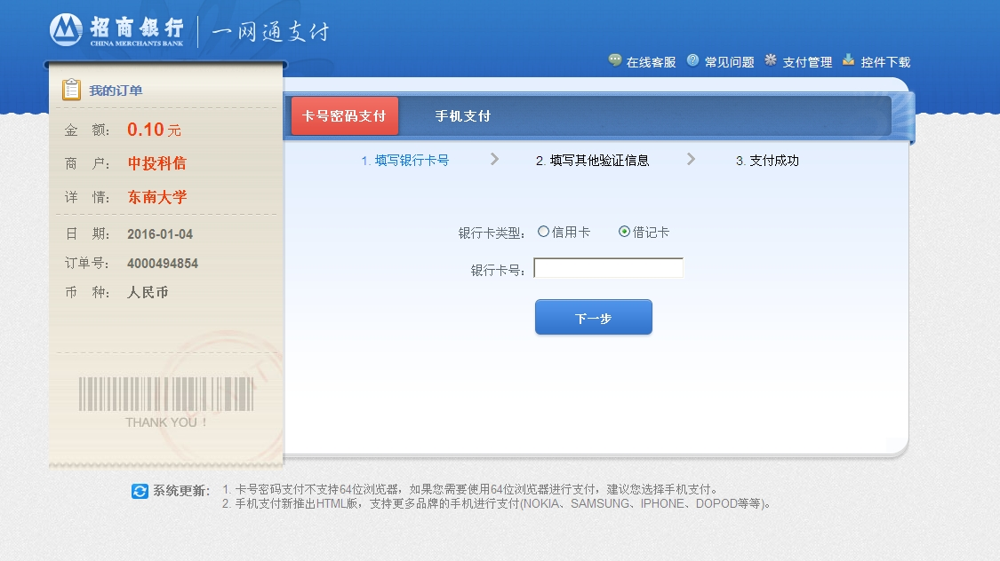 招商银行
CHINA MERCHANTS BANK
一网通支付
在线客服 常见问题 支付管理 控件下载
我的订单
金 额： 0.10 元
商 户： 中投科信
详 情： 东南大学
日 期： 2016-01-04
订单号： 4000494854
币 种： 人民币
THANK YOU !
卡号密码支付 手机支付
1. 填写银行卡号 2. 填写其他验证信息 3. 支付成功
银行卡类型： 信用卡 借记卡
银行卡号：
下一步
系统更新： 1. 卡号密码支付不支持64位浏览器，如果您需要使用64位浏览器进行支付，建议您选择手机支付。
2. 手机支付新推出HTML版，支持更多品牌的手机进行支付(NOKIA、SAMSUNG、IPHONE、DOPOD等等)。